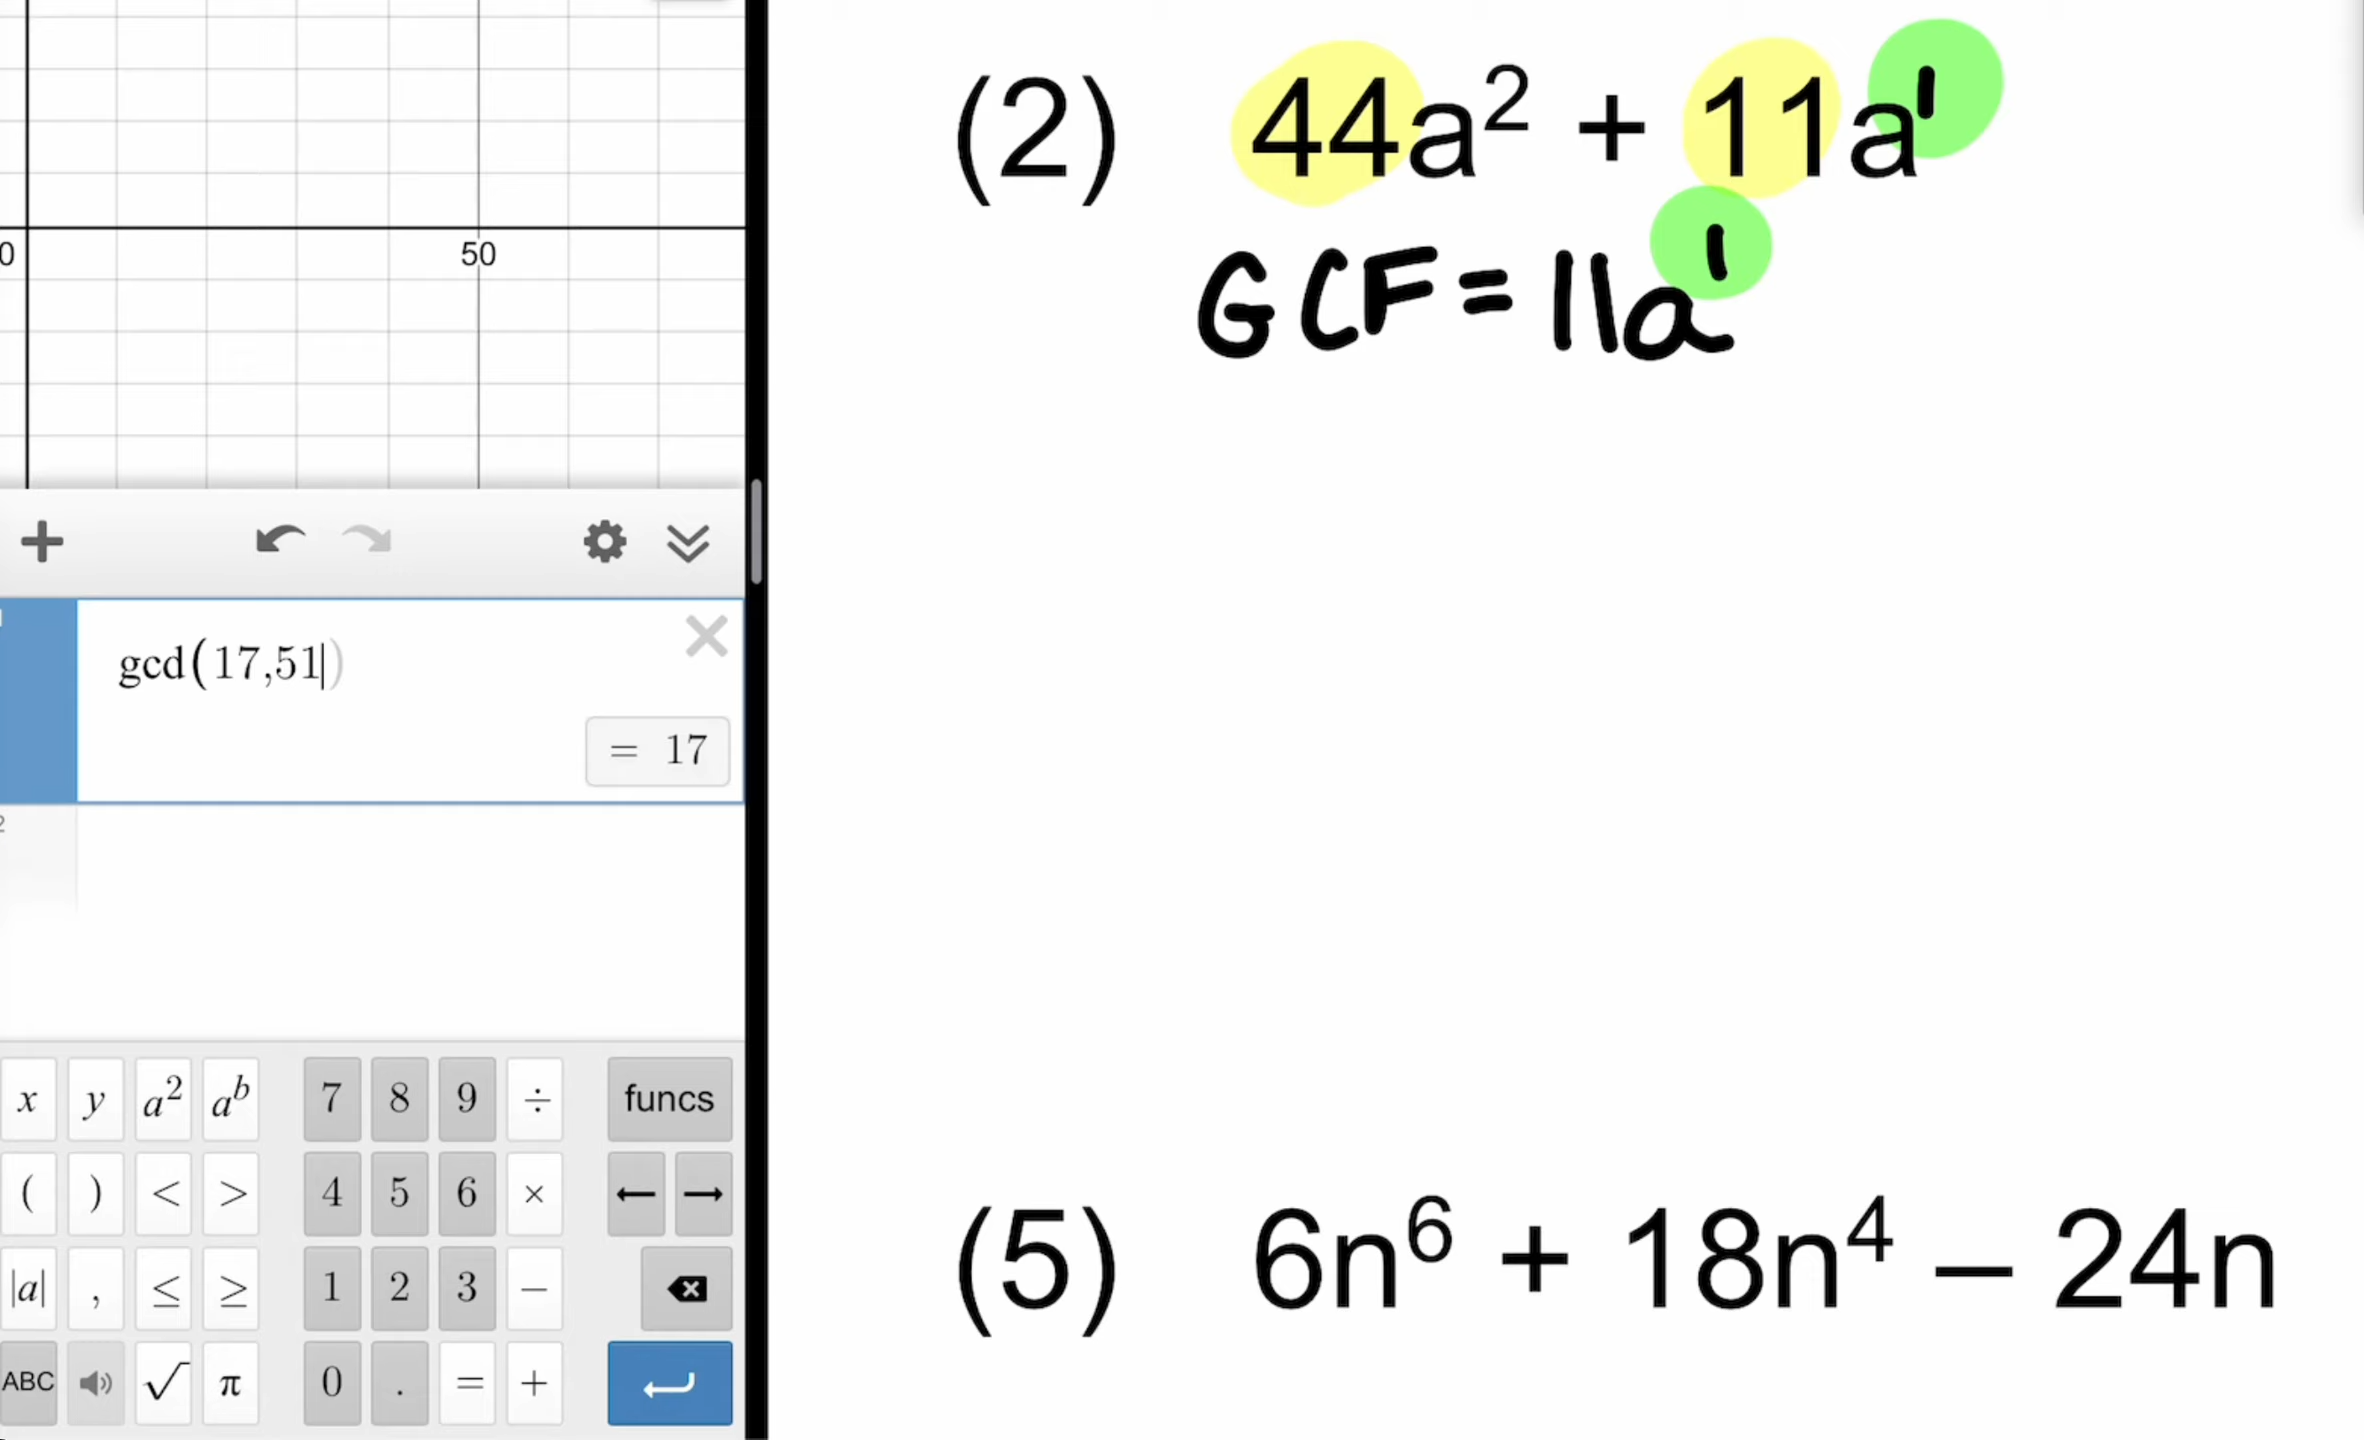 0 50
gcd(17,51)
= 17
2
x y a² aᵇ 7 8 9 ÷ funcs
( ) < > 4 5 6 × ← →
|a| , ≤ ≥ 1 2 3 −
ABC √ π 0 . = +
(2) 44a² + 11a¹
GCF = 11a¹
(5) 6n⁶ + 18n⁴ – 24n